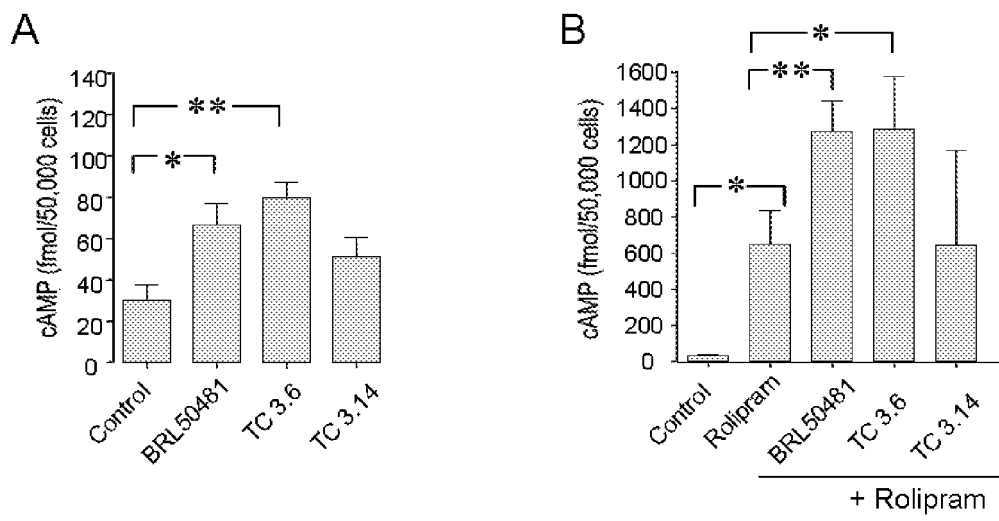 A
cAMP (fmol/50,000 cells)
140
120
100
80
60
40
20
0
**
*
Control
BRL50481
TC 3.6
TC 3.14
B
cAMP (fmol/50,000 cells)
1600
1400
1200
1000
800
600
400
200
0
*
**
*
Control
Rolipram
BRL50481
TC 3.6
TC 3.14
+ Rolipram